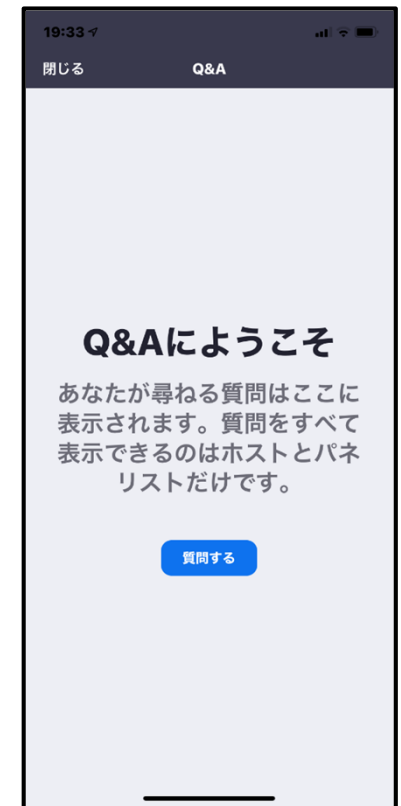 19:33
閉じる Q&A
Q&Aにようこそ
あなたが尋ねる質問はここに
表示されます。質問をすべて
表示できるのはホストとパネ
リストだけです。
質問する